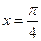 x = π/4